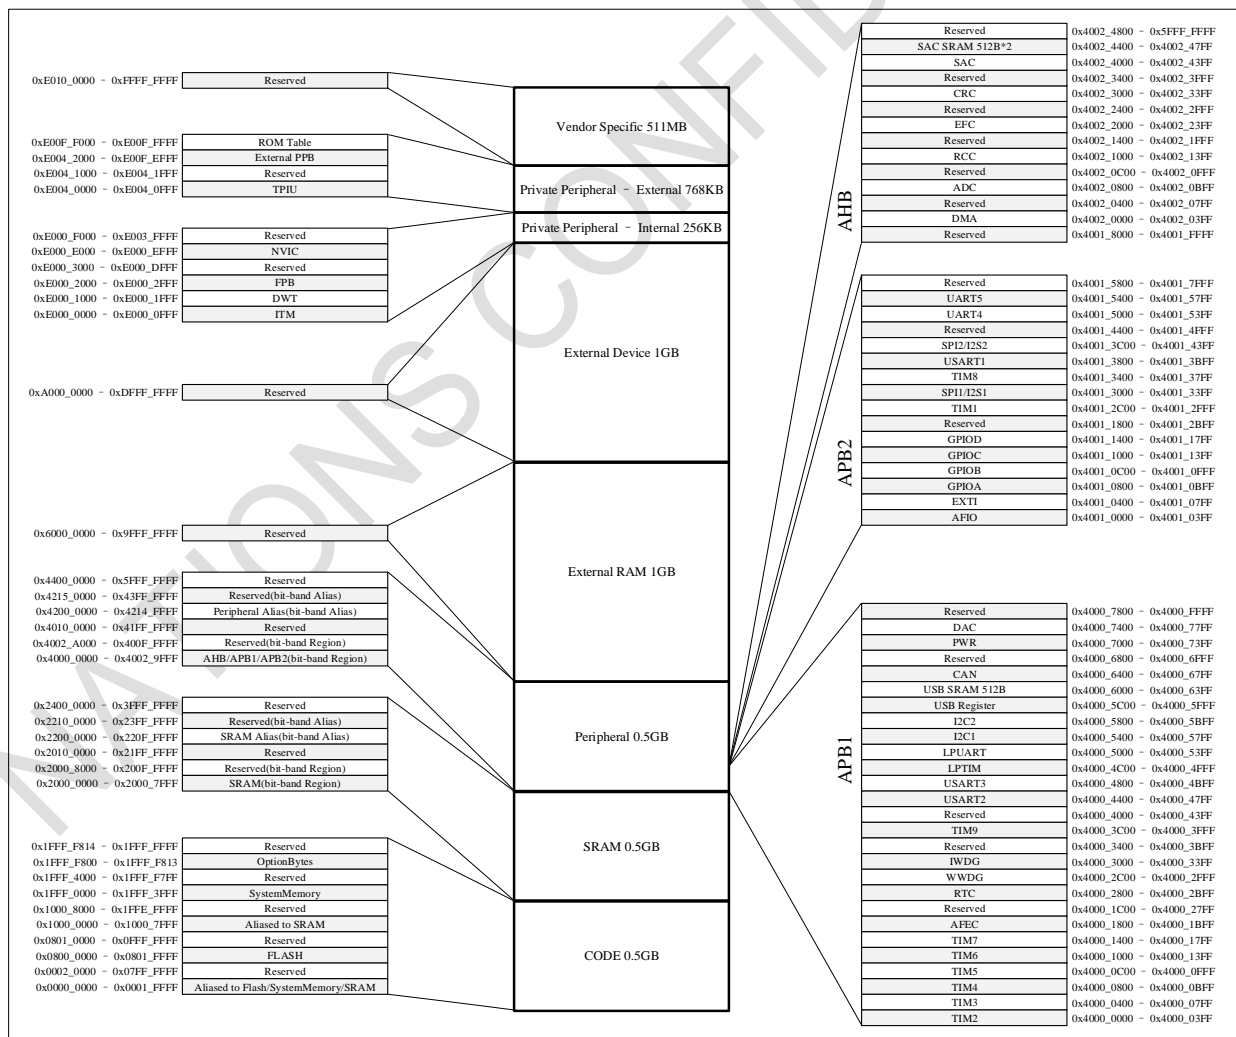 0xE010_0000 - 0xFFFF_FFFF Reserved
0xE00F_F000 - 0xE00F_FFFF ROM Table
0xE004_2000 - 0xE00F_EFFF External PPB
0xE004_1000 - 0xE004_1FFF Reserved
0xE004_0000 - 0xE004_0FFF TPIU
0xE000_F000 - 0xE003_FFFF Reserved
0xE000_E000 - 0xE000_EFFF NVIC
0xE000_3000 - 0xE000_DFFF Reserved
0xE000_2000 - 0xE000_2FFF FPB
0xE000_1000 - 0xE000_1FFF DWT
0xE000_0000 - 0xE000_0FFF ITM
0xA000_0000 - 0xDFFF_FFFF Reserved
0x6000_0000 - 0x9FFF_FFFF Reserved
0x4400_0000 - 0x5FFF_FFFF Reserved
0x4215_0000 - 0x43FF_FFFF Reserved(bit-band Alias)
0x4200_0000 - 0x4214_FFFF Peripheral Alias(bit-band Alias)
0x4010_0000 - 0x41FF_FFFF Reserved
0x4002_A000 - 0x400F_FFFF Reserved(bit-band Region)
0x4000_0000 - 0x4002_9FFF AHB/APB1/APB2(bit-band Region)
0x2400_0000 - 0x3FFF_FFFF Reserved
0x2210_0000 - 0x23FF_FFFF Reserved(bit-band Alias)
0x2200_0000 - 0x220F_FFFF SRAM Alias(bit-band Alias)
0x2010_0000 - 0x21FF_FFFF Reserved
0x2000_8000 - 0x200F_FFFF Reserved(bit-band Region)
0x2000_0000 - 0x2000_7FFF SRAM(bit-band Region)
0x1FFF_F814 - 0x1FFF_FFFF Reserved
0x1FFF_F800 - 0x1FFF_F813 OptionBytes
0x1FFF_4000 - 0x1FFF_F7FF Reserved
0x1FFF_0000 - 0x1FFF_3FFF SystemMemory
0x1000_8000 - 0x1FFE_FFFF Reserved
0x1000_0000 - 0x1000_7FFF Aliased to SRAM
0x0801_0000 - 0x0FFF_FFFF Reserved
0x0800_0000 - 0x0801_FFFF FLASH
0x0002_0000 - 0x07FF_FFFF Reserved
0x0000_0000 - 0x0001_FFFF Aliased to Flash/SystemMemory/SRAM
Vendor Specific 511MB
Private Peripheral - External 768KB
Private Peripheral - Internal 256KB
External Device 1GB
External RAM 1GB
Peripheral 0.5GB
SRAM 0.5GB
CODE 0.5GB
AHB
Reserved 0x4002_4800 - 0x5FFF_FFFF
SAC SRAM 512B*2 0x4002_4400 - 0x4002_47FF
SAC 0x4002_4000 - 0x4002_43FF
Reserved 0x4002_3400 - 0x4002_3FFF
CRC 0x4002_3000 - 0x4002_33FF
Reserved 0x4002_2400 - 0x4002_2FFF
EFC 0x4002_2000 - 0x4002_23FF
Reserved 0x4002_1400 - 0x4002_1FFF
RCC 0x4002_1000 - 0x4002_13FF
Reserved 0x4002_0C00 - 0x4002_0FFF
ADC 0x4002_0800 - 0x4002_0BFF
Reserved 0x4002_0400 - 0x4002_07FF
DMA 0x4002_0000 - 0x4002_03FF
Reserved 0x4001_8000 - 0x4001_FFFF
APB2
Reserved 0x4001_5800 - 0x4001_7FFF
UART5 0x4001_5400 - 0x4001_57FF
UART4 0x4001_5000 - 0x4001_53FF
Reserved 0x4001_4400 - 0x4001_4FFF
SPI2/I2S2 0x4001_3C00 - 0x4001_43FF
USART1 0x4001_3800 - 0x4001_3BFF
TIM8 0x4001_3400 - 0x4001_37FF
SPI1/I2S1 0x4001_3000 - 0x4001_33FF
TIM1 0x4001_2C00 - 0x4001_2FFF
Reserved 0x4001_1800 - 0x4001_2BFF
GPIOD 0x4001_1400 - 0x4001_17FF
GPIOC 0x4001_1000 - 0x4001_13FF
GPIOB 0x4001_0C00 - 0x4001_0FFF
GPIOA 0x4001_0800 - 0x4001_0BFF
EXTI 0x4001_0400 - 0x4001_07FF
AFIO 0x4001_0000 - 0x4001_03FF
APB1
Reserved 0x4000_7800 - 0x4000_FFFF
DAC 0x4000_7400 - 0x4000_77FF
PWR 0x4000_7000 - 0x4000_73FF
Reserved 0x4000_6800 - 0x4000_6FFF
CAN 0x4000_6400 - 0x4000_67FF
USB SRAM 512B 0x4000_6000 - 0x4000_63FF
USB Register 0x4000_5C00 - 0x4000_5FFF
I2C2 0x4000_5800 - 0x4000_5BFF
I2C1 0x4000_5400 - 0x4000_57FF
LPUART 0x4000_5000 - 0x4000_53FF
LPTIM 0x4000_4C00 - 0x4000_4FFF
USART3 0x4000_4800 - 0x4000_4BFF
USART2 0x4000_4400 - 0x4000_47FF
Reserved 0x4000_4000 - 0x4000_43FF
TIM9 0x4000_3C00 - 0x4000_3FFF
Reserved 0x4000_3400 - 0x4000_3BFF
IWDG 0x4000_3000 - 0x4000_33FF
WWDG 0x4000_2C00 - 0x4000_2FFF
RTC 0x4000_2800 - 0x4000_2BFF
Reserved 0x4000_1C00 - 0x4000_27FF
AFEC 0x4000_1800 - 0x4000_1BFF
TIM7 0x4000_1400 - 0x4000_17FF
TIM6 0x4000_1000 - 0x4000_13FF
TIM5 0x4000_0C00 - 0x4000_0FFF
TIM4 0x4000_0800 - 0x4000_0BFF
TIM3 0x4000_0400 - 0x4000_07FF
TIM2 0x4000_0000 - 0x4000_03FF
NATIONS CONFID